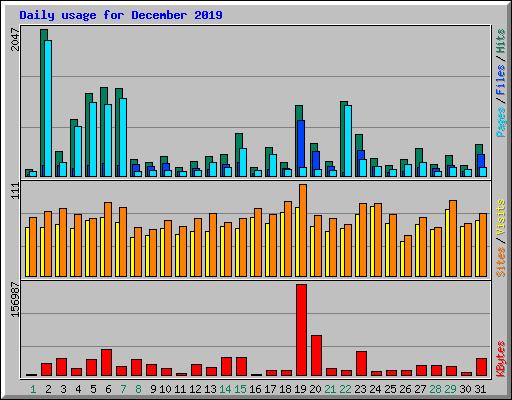 Daily usage for December 2019
2047
Pages / Files / Hits
111
Sites / Visits
156987
KBytes
1 2 3 4 5 6 7 8 9 10 11 12 13 14 15 16 17 18 19 20 21 22 23 24 25 26 27 28 29 30 31